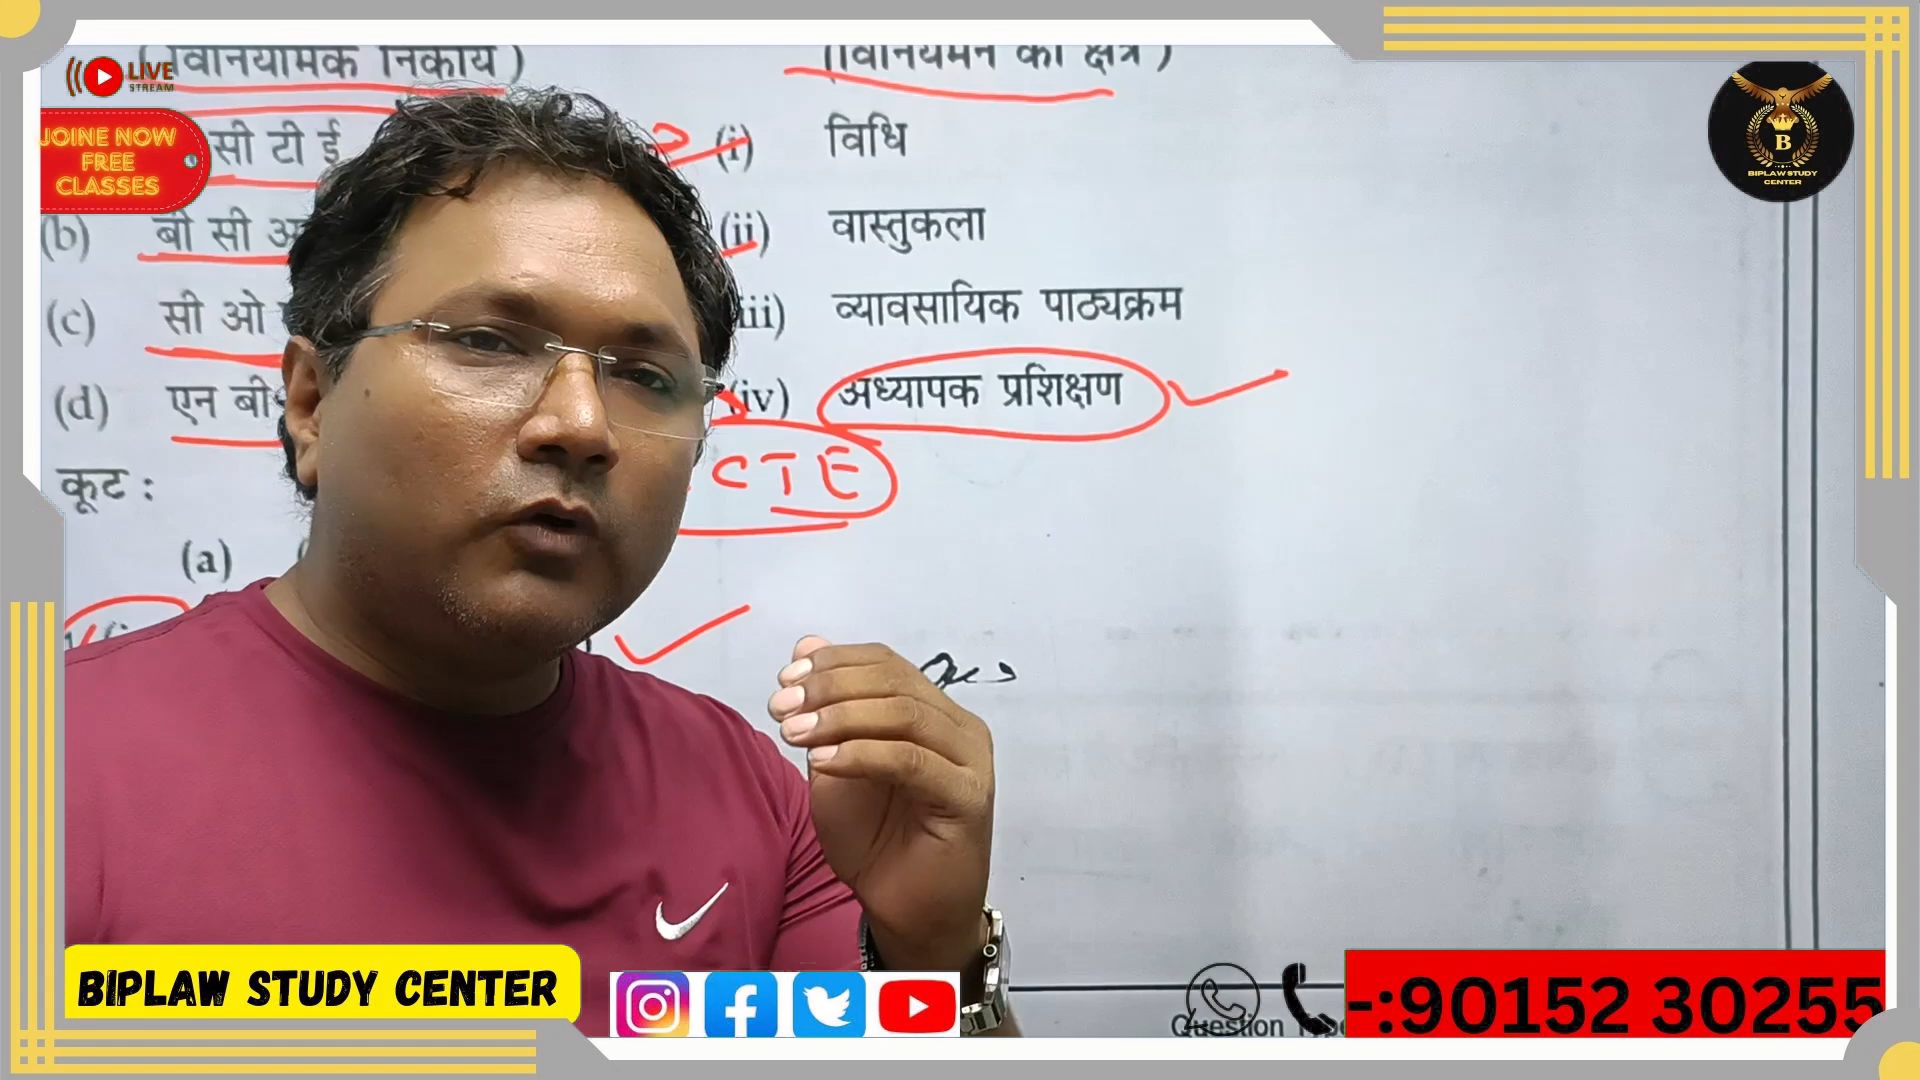 (विनियामक निकाय) (विनियमन का क्षेत्र)
LIVE
STREAM
JOINE NOW
FREE
CLASSES
सी टी ई (i) विधि
B
BIPLAW STUDY
CENTER
(b) बी सी (ii) वास्तुकला
(c) सी ओ iii) व्यावसायिक पाठ्यक्रम
(d) एन बी (iv) अध्यापक प्रशिक्षण
CTE
कूट :
(a)
BIPLAW STUDY CENTER
Question
-:90152 30255